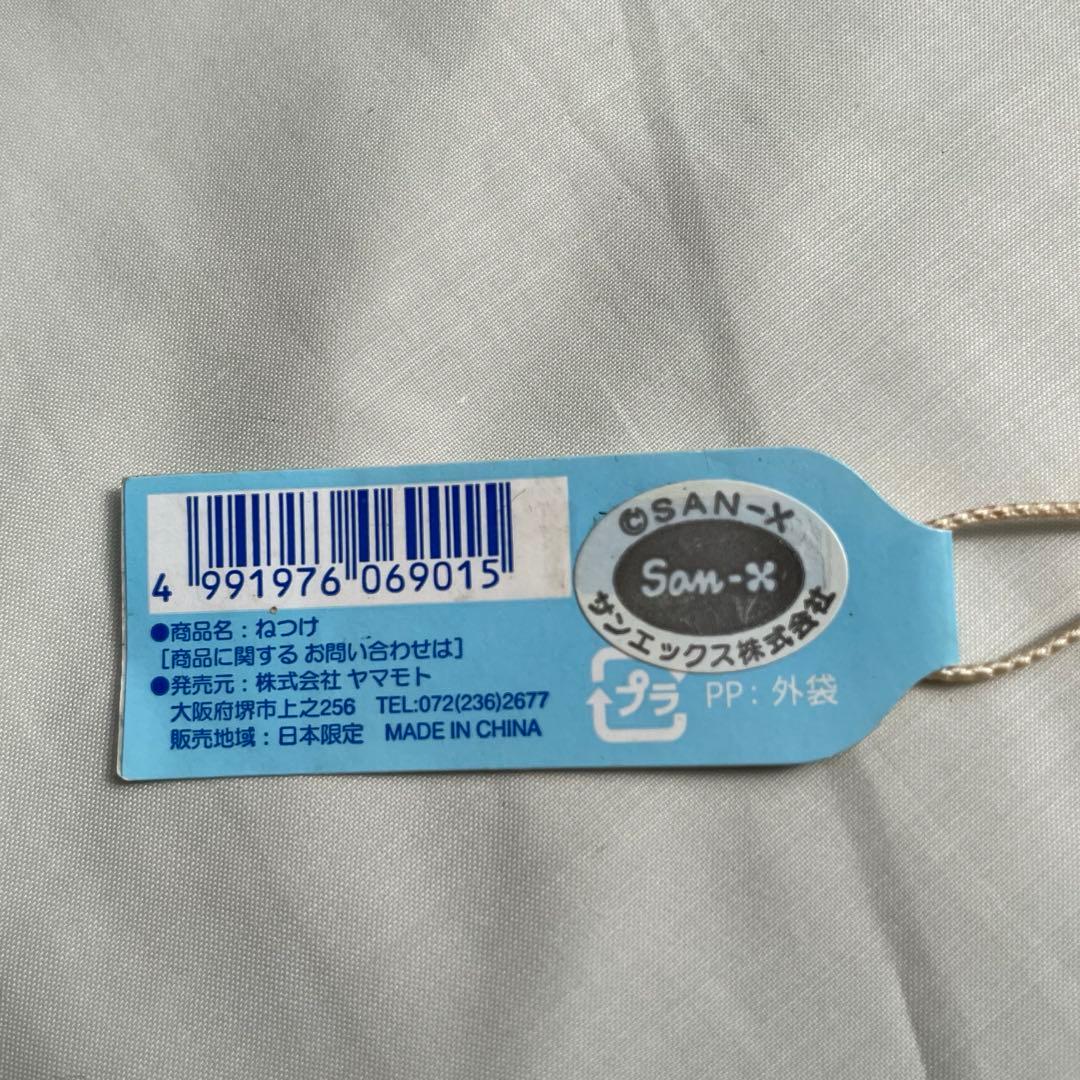 4 991976 069015
●商品名：ねつけ
[商品に関する お問い合わせは]
●発売元：株式会社 ヤマモト
大阪府堺市上之256 TEL:072(236)2677
販売地域：日本限定 MADE IN CHINA
©SAN-X
San-X
サンエックス株式会社
プラ
PP：外袋